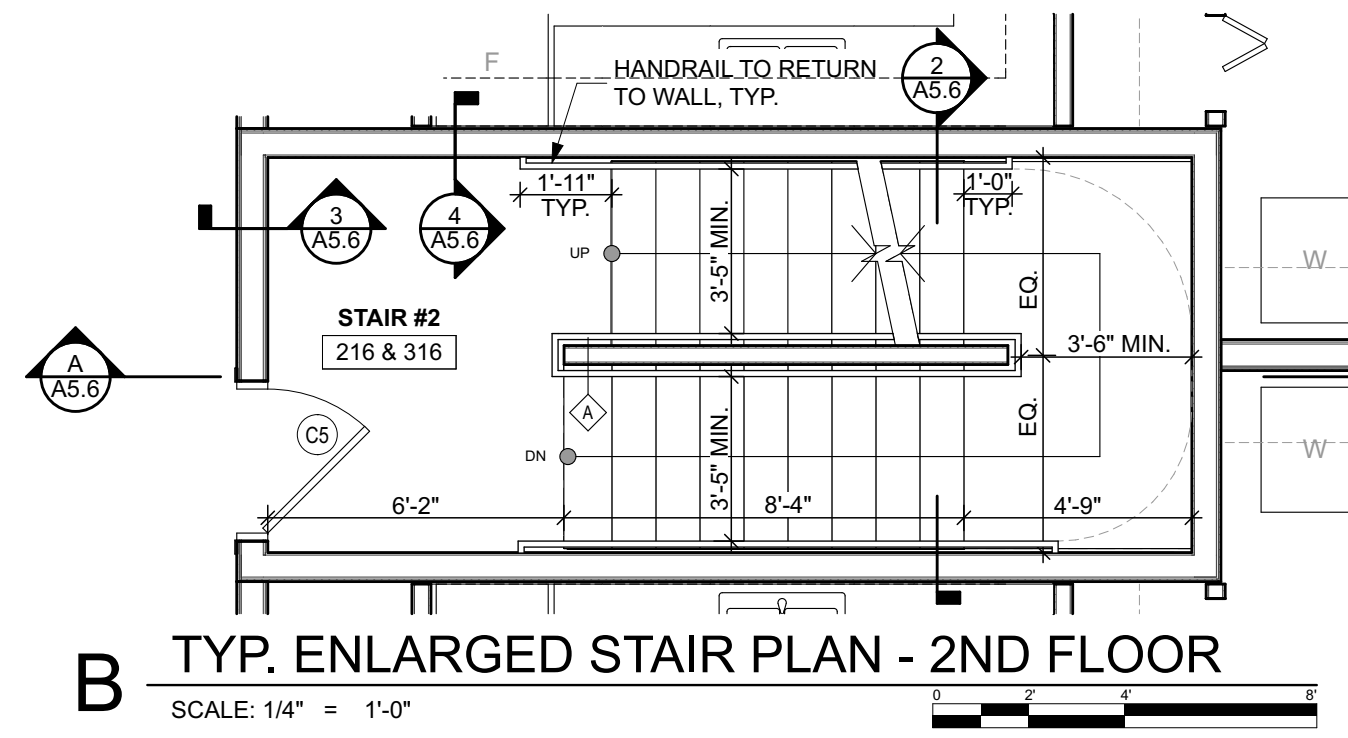 F
HANDRAIL TO RETURN
TO WALL, TYP.
2
A5.6
1'-11"
TYP.
1'-0"
TYP.
3
A5.6
4
A5.6
UP
3'-5" MIN.
EQ.
W
STAIR #2
216 & 316
3'-6" MIN.
A
A5.6
A
C5
EQ.
W
DN
3'-5" MIN.
6'-2"
8'-4"
4'-9"
B
TYP. ENLARGED STAIR PLAN - 2ND FLOOR
SCALE: 1/4" = 1'-0"
0 2' 4' 8'